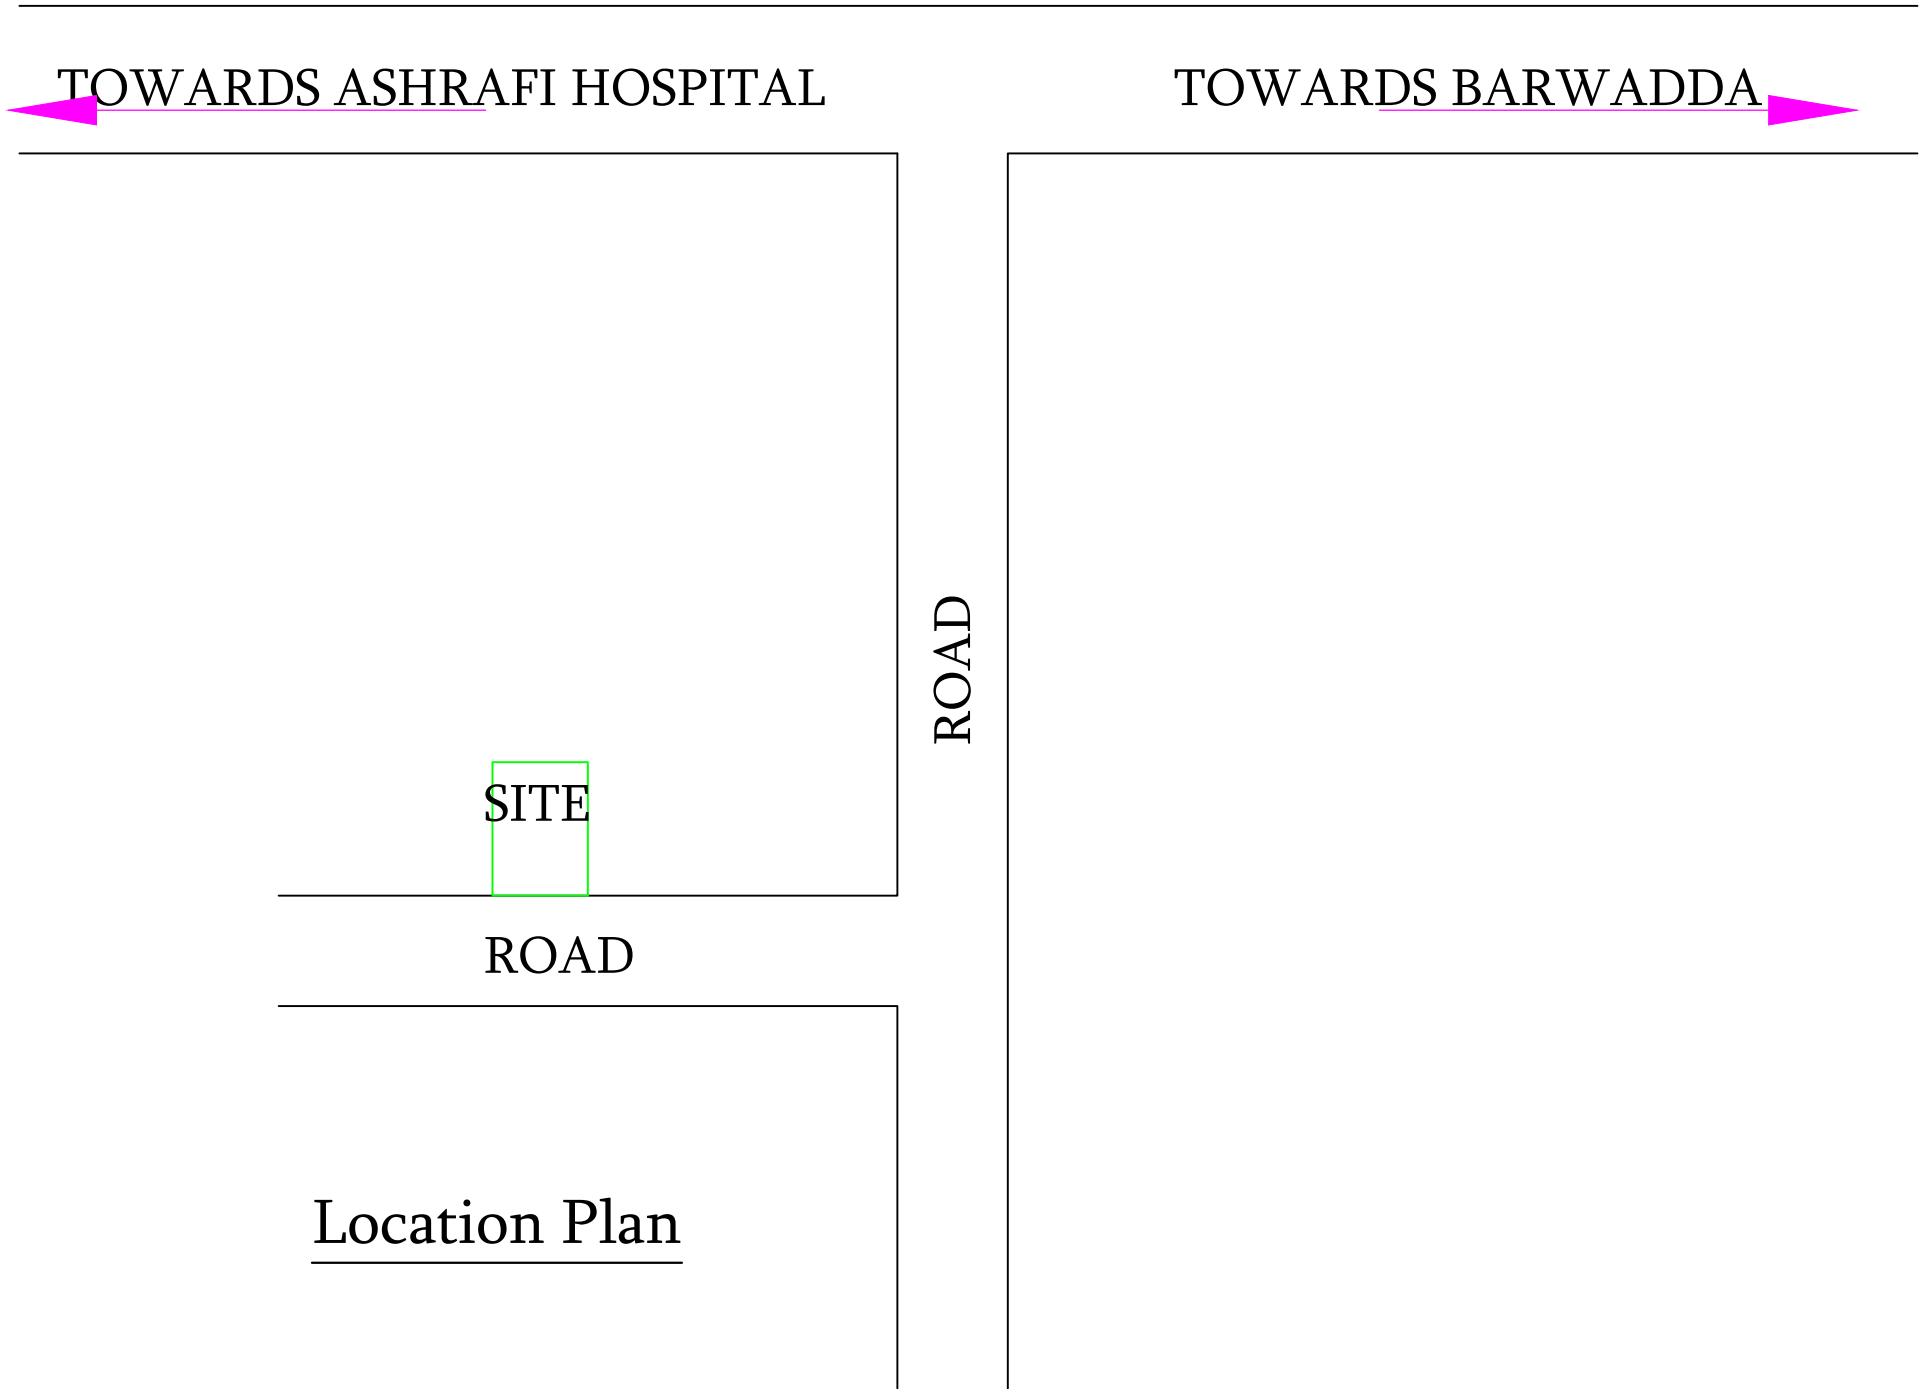 TOWARDS ASHRAFI HOSPITAL
TOWARDS BARWADDA
ROAD
SITE
ROAD
Location Plan